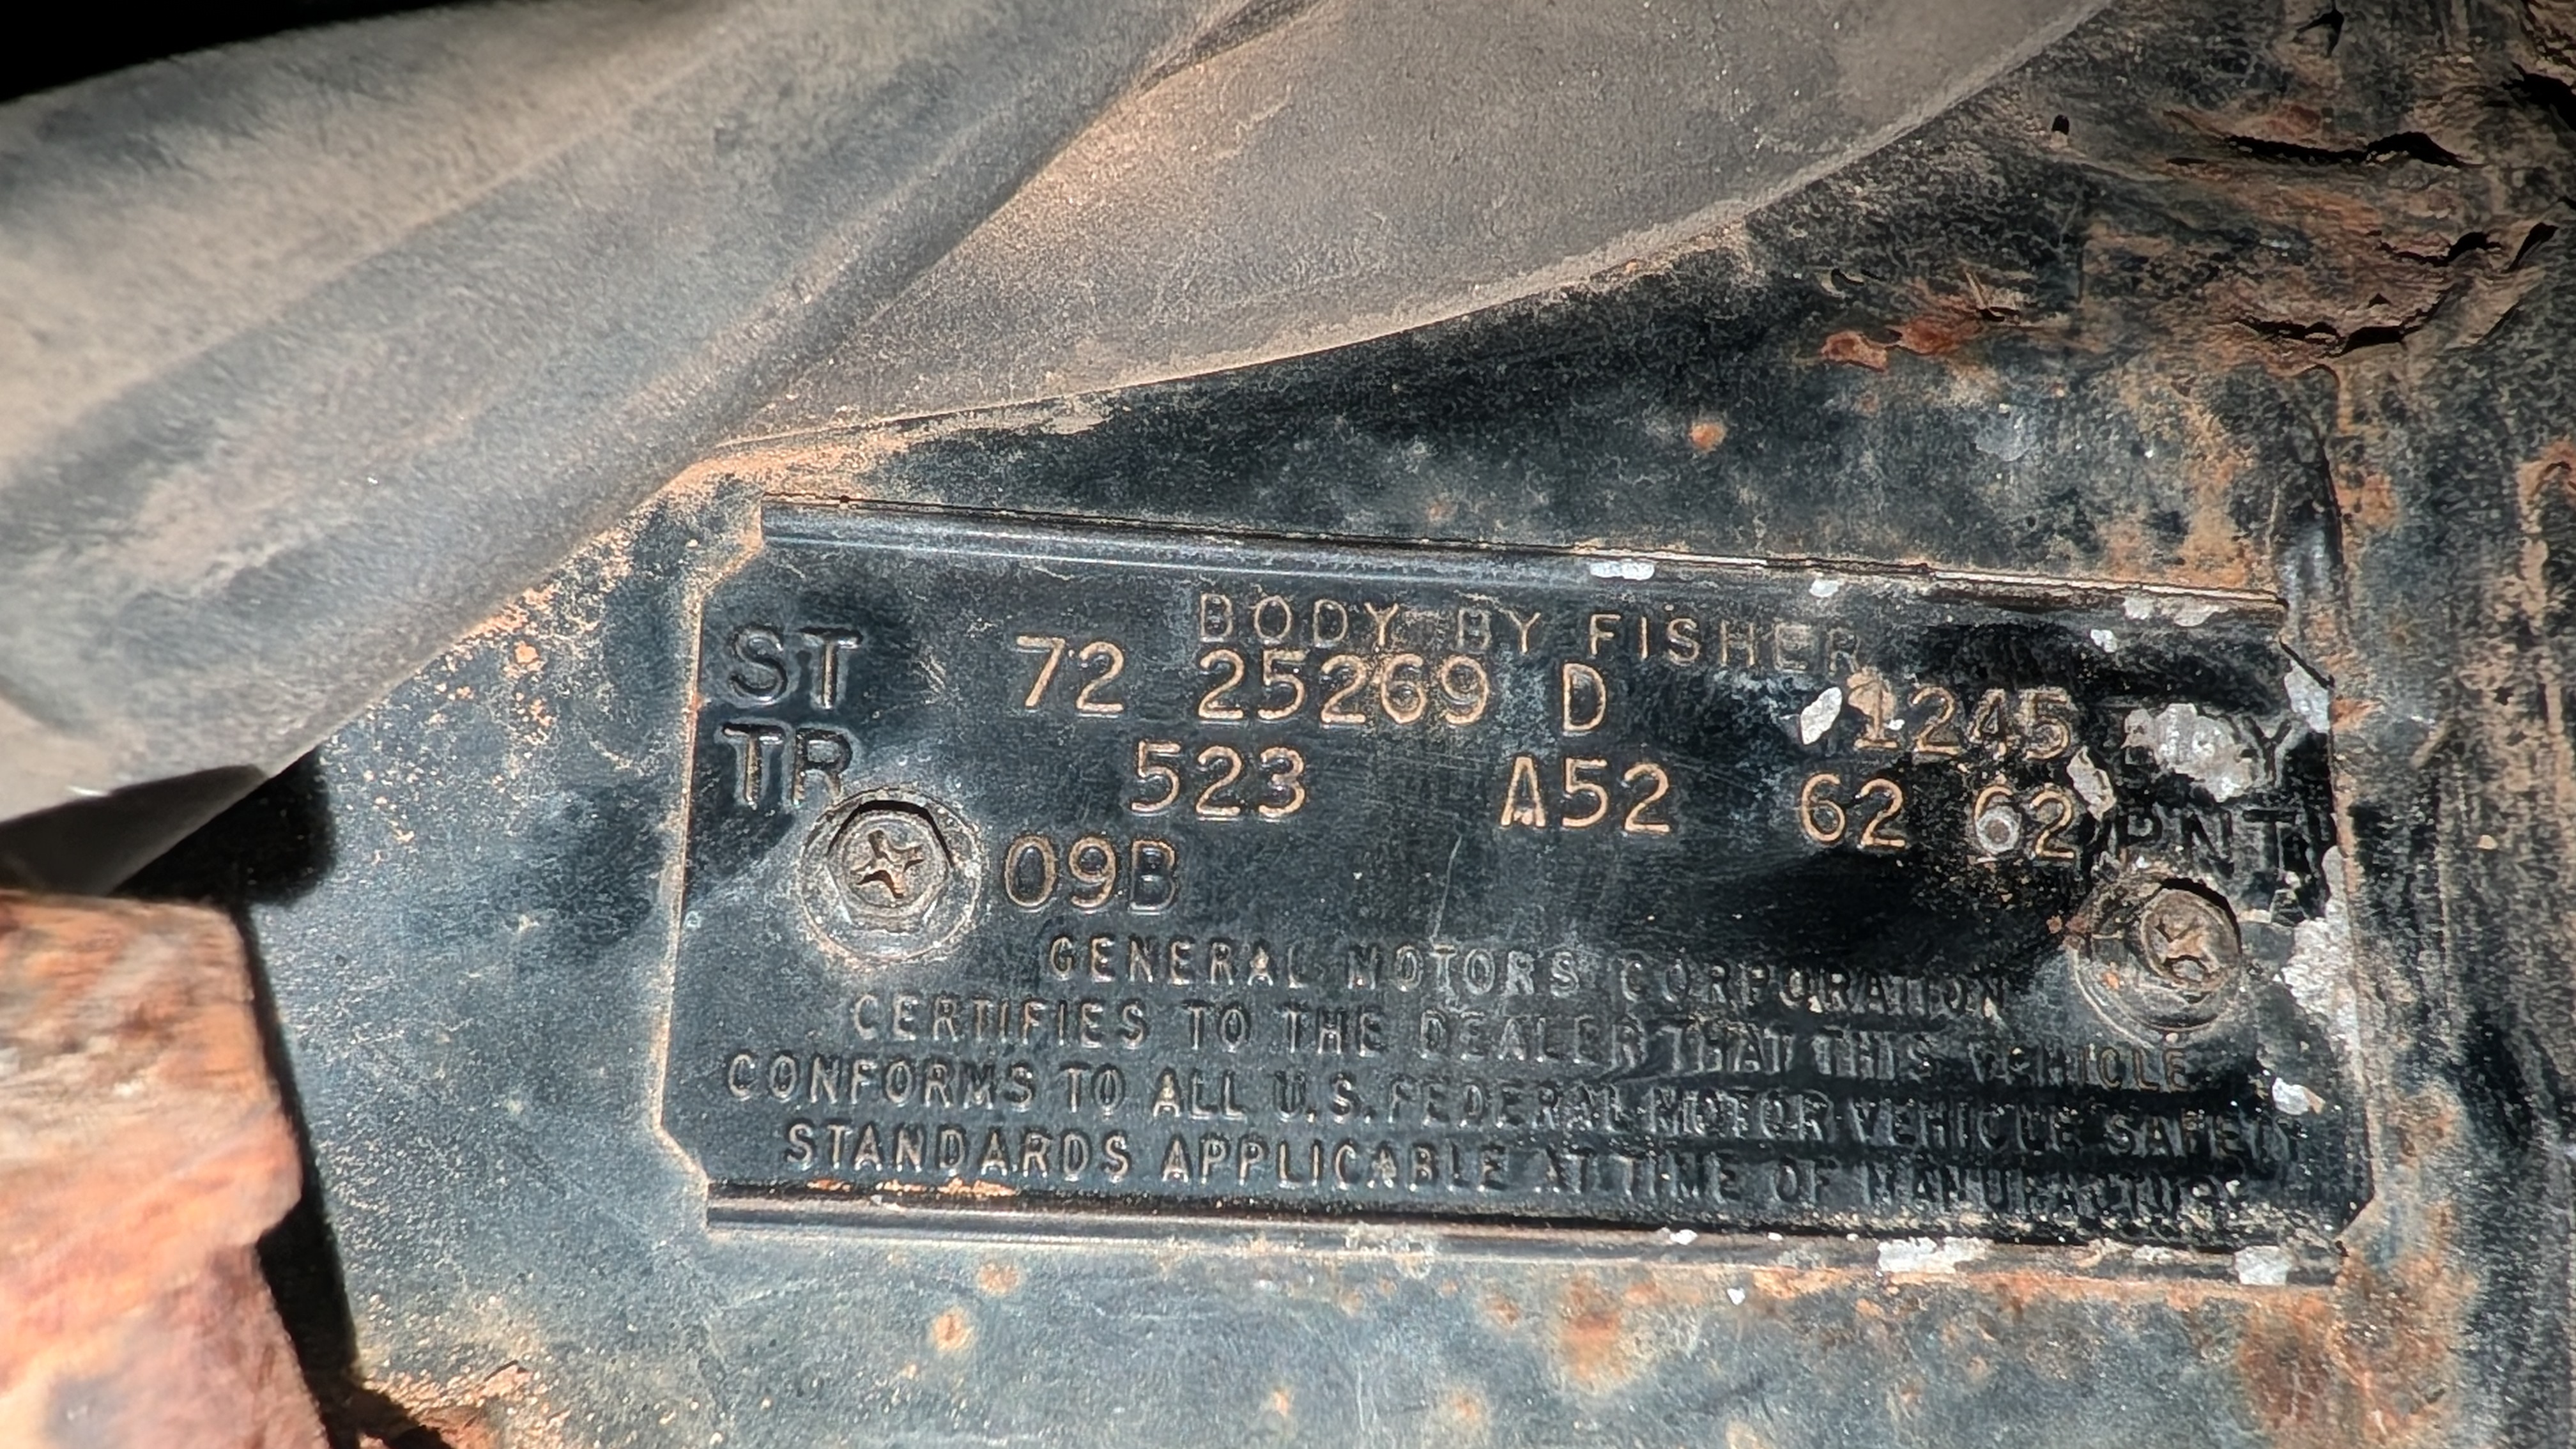 BODY BY FISHER
ST 72 25269 D 1245 BODY
TR 523 A52 62 62 PNT
09B
GENERAL MOTORS CORPORATION
CERTIFIES TO THE DEALER THAT THIS VEHICLE
CONFORMS TO ALL U.S. FEDERAL MOTOR VEHICLE SAFETY
STANDARDS APPLICABLE AT TIME OF MANUFACTURE